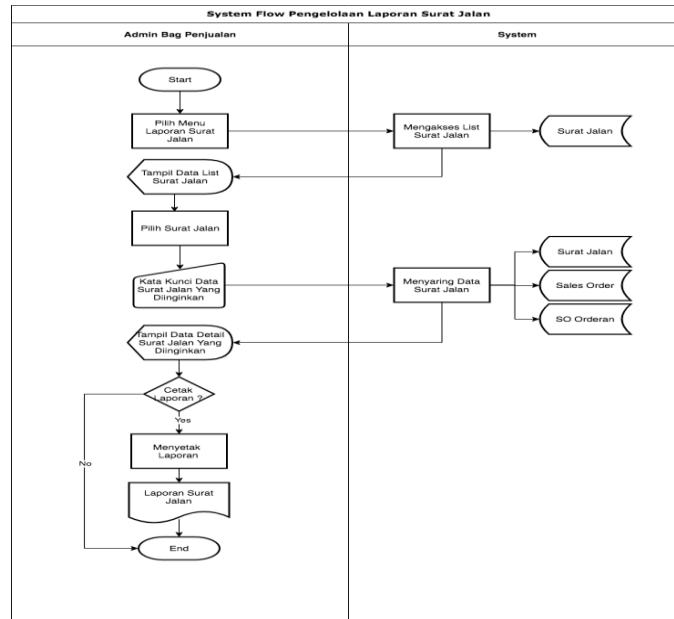 System Flow Pengelolaan Laporan Surat Jalan
Admin Bag Penjualan
System
Start
Pilih Menu
Laporan Surat
Jalan
Mengakses List
Surat Jalan
Surat Jalan
Tampil Data List
Surat Jalan
Pilih Surat Jalan
Kata Kunci Data
Surat Jalan Yang
Diinginkan
Menyaring Data
Surat Jalan
Surat Jalan
Sales Order
SO Orderan
Tampil Data Detail
Surat Jalan Yang
Diinginkan
Cetak
Laporan ?
Yes
No
Menyetak
Laporan
Laporan Surat
Jalan
End